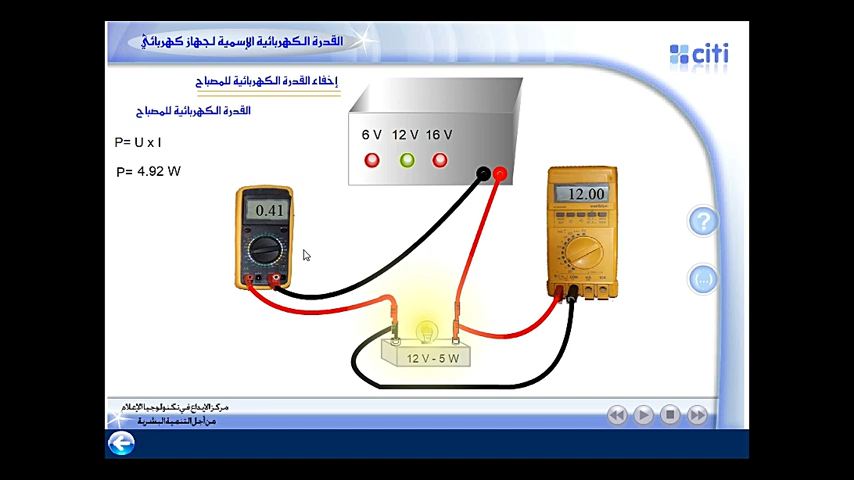 القدرة الكهربائية الإسمية لجهاز كهربائي
citi
إخفاء القدرة الكهربائية للمصباح
القدرة الكهربائية للمصباح
P= U x I
P= 4.92 W
6 V 12 V 16 V
0.41
12.00
12 V - 5 W
?
(...)
مركز الإبداع في تكنولوجيا الإعلام
من أجل التنمية البشرية